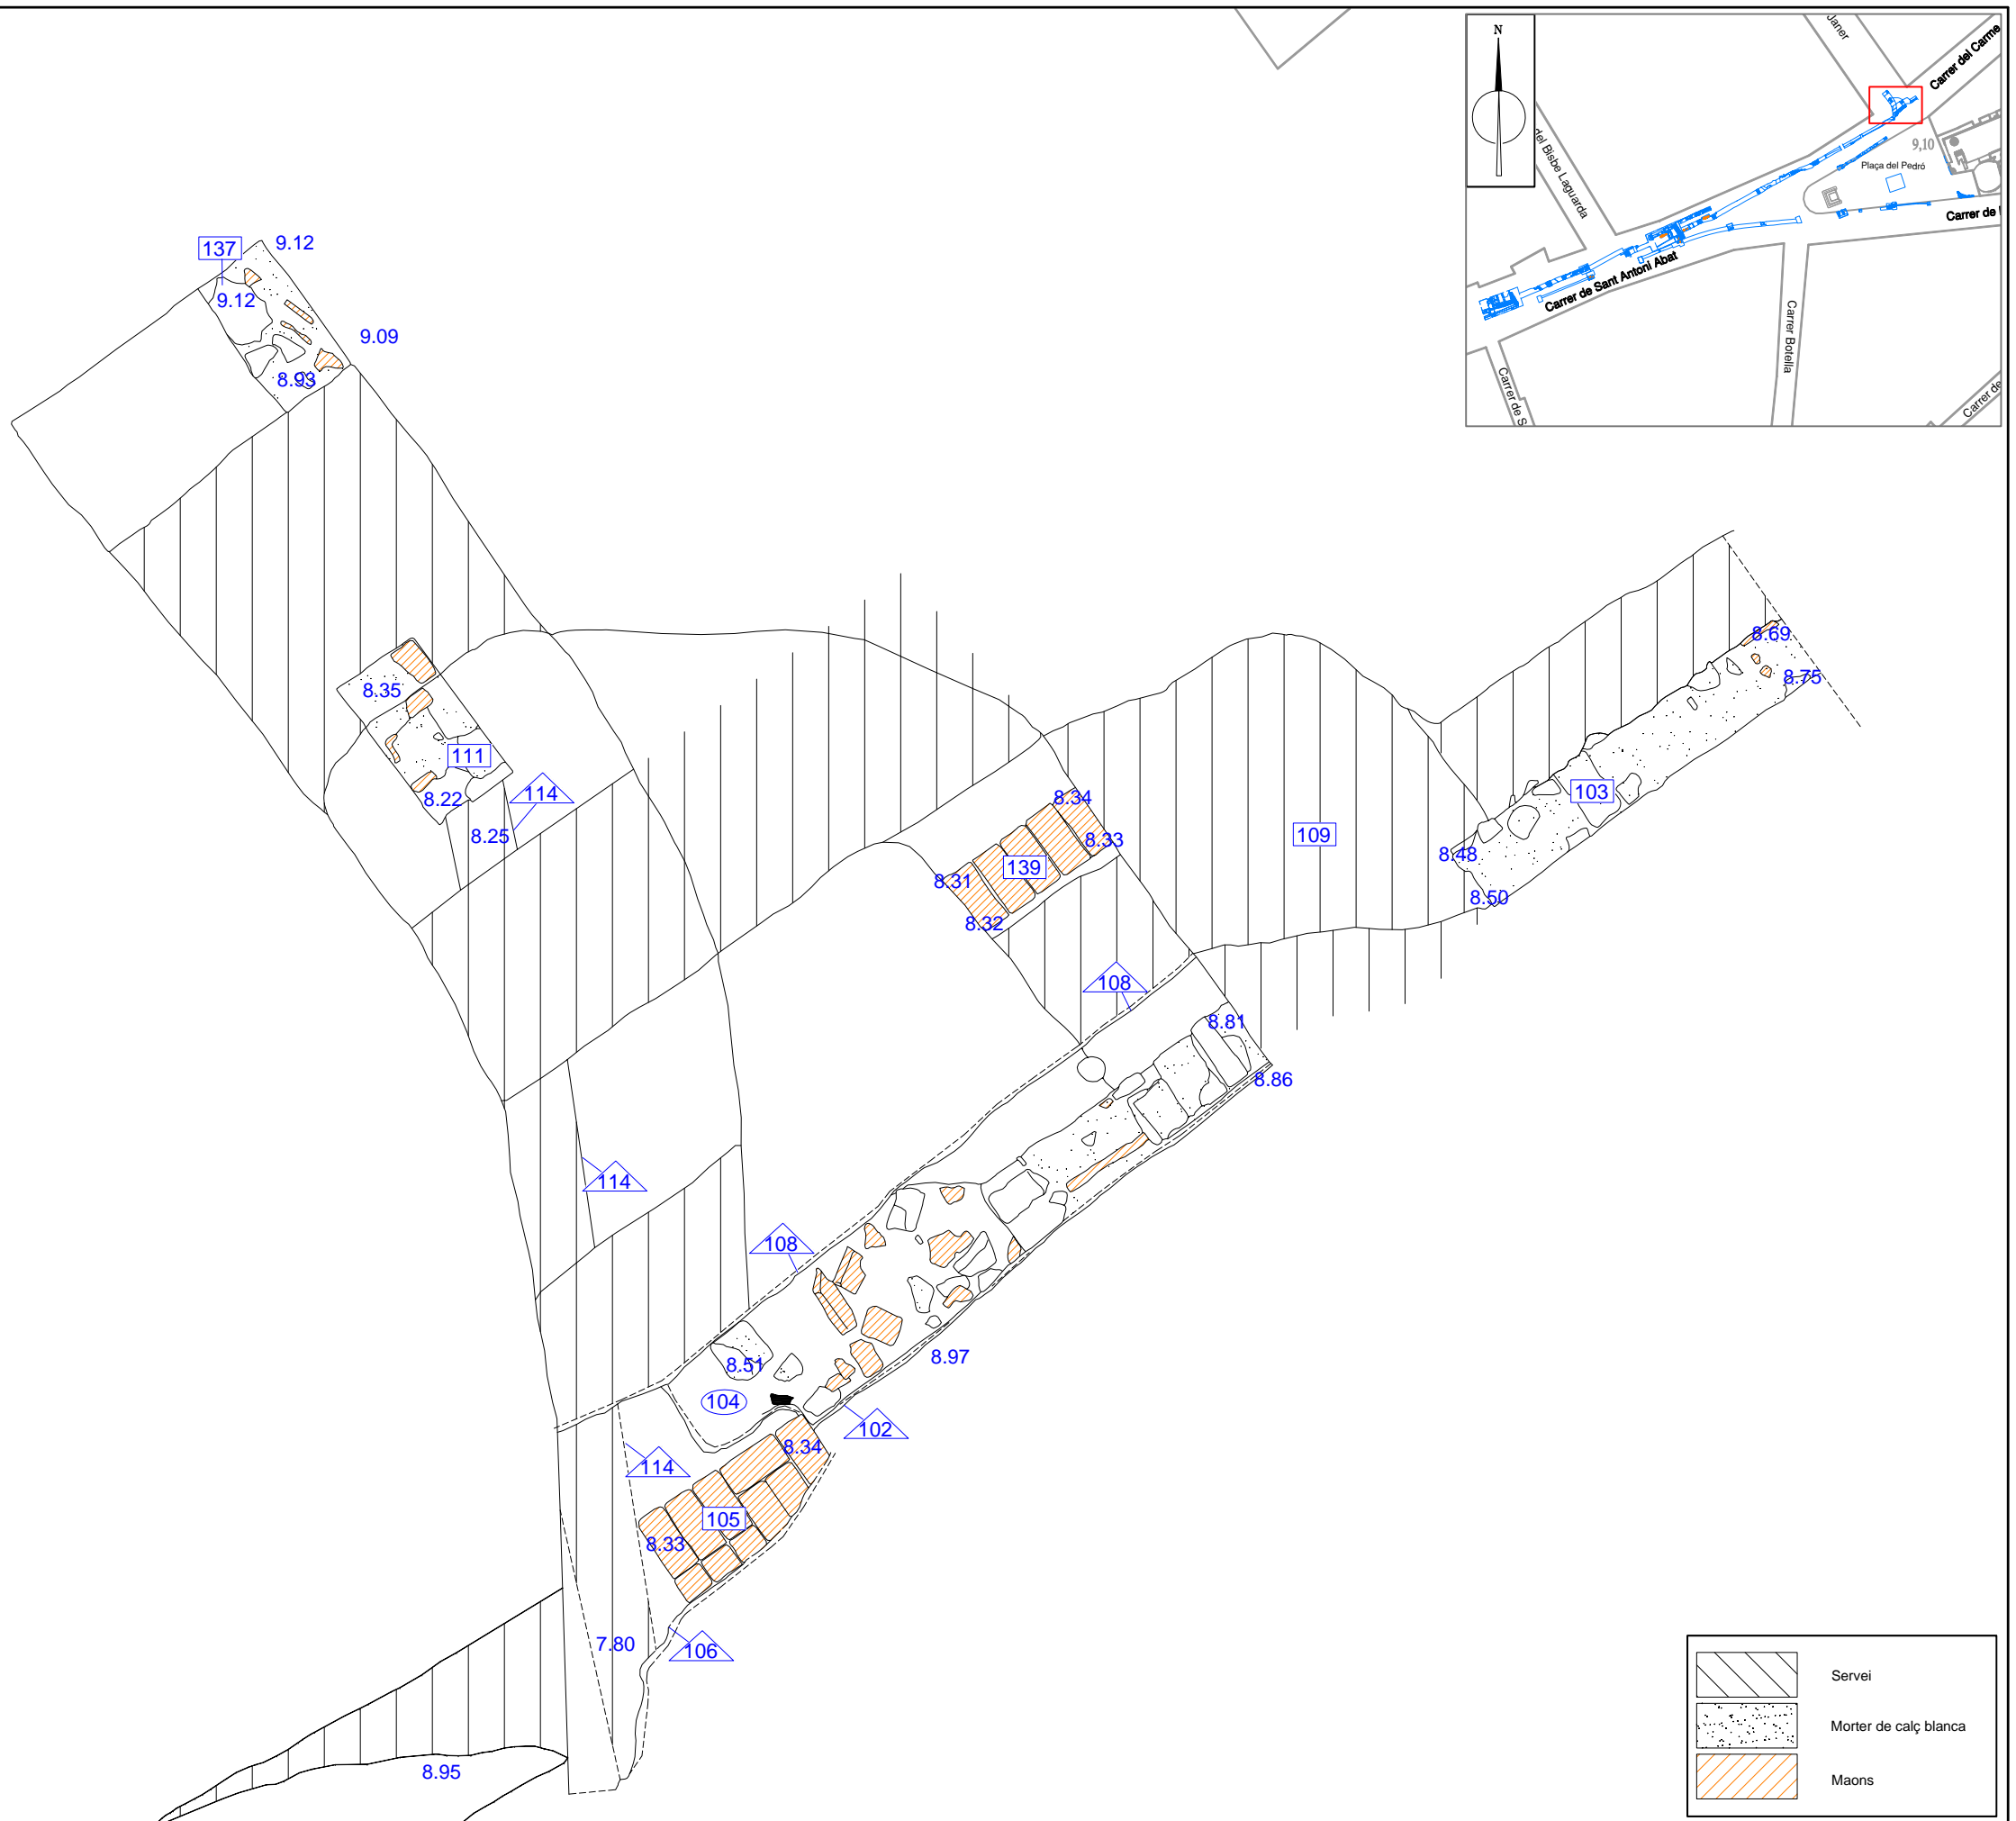 N
Janer
Carrer del Carme
del Bisbe Laguarda
9,10
Plaça del Pedró
Carrer de
Carrer de Sant Antoni Abat
Carrer Botella
Carrer de S
Carrer de
137
9.12
9.12
9.09
8.93
8.69
8.35
8.75
111
114
8.22
8.25
103
8.34
8.33
109
139
8.48
8.31
8.50
8.32
108
8.81
8.86
114
108
8.97
8.51
104
102
8.34
114
105
8.33
7.80
106
8.95
Servei
Morter de calç blanca
Maons